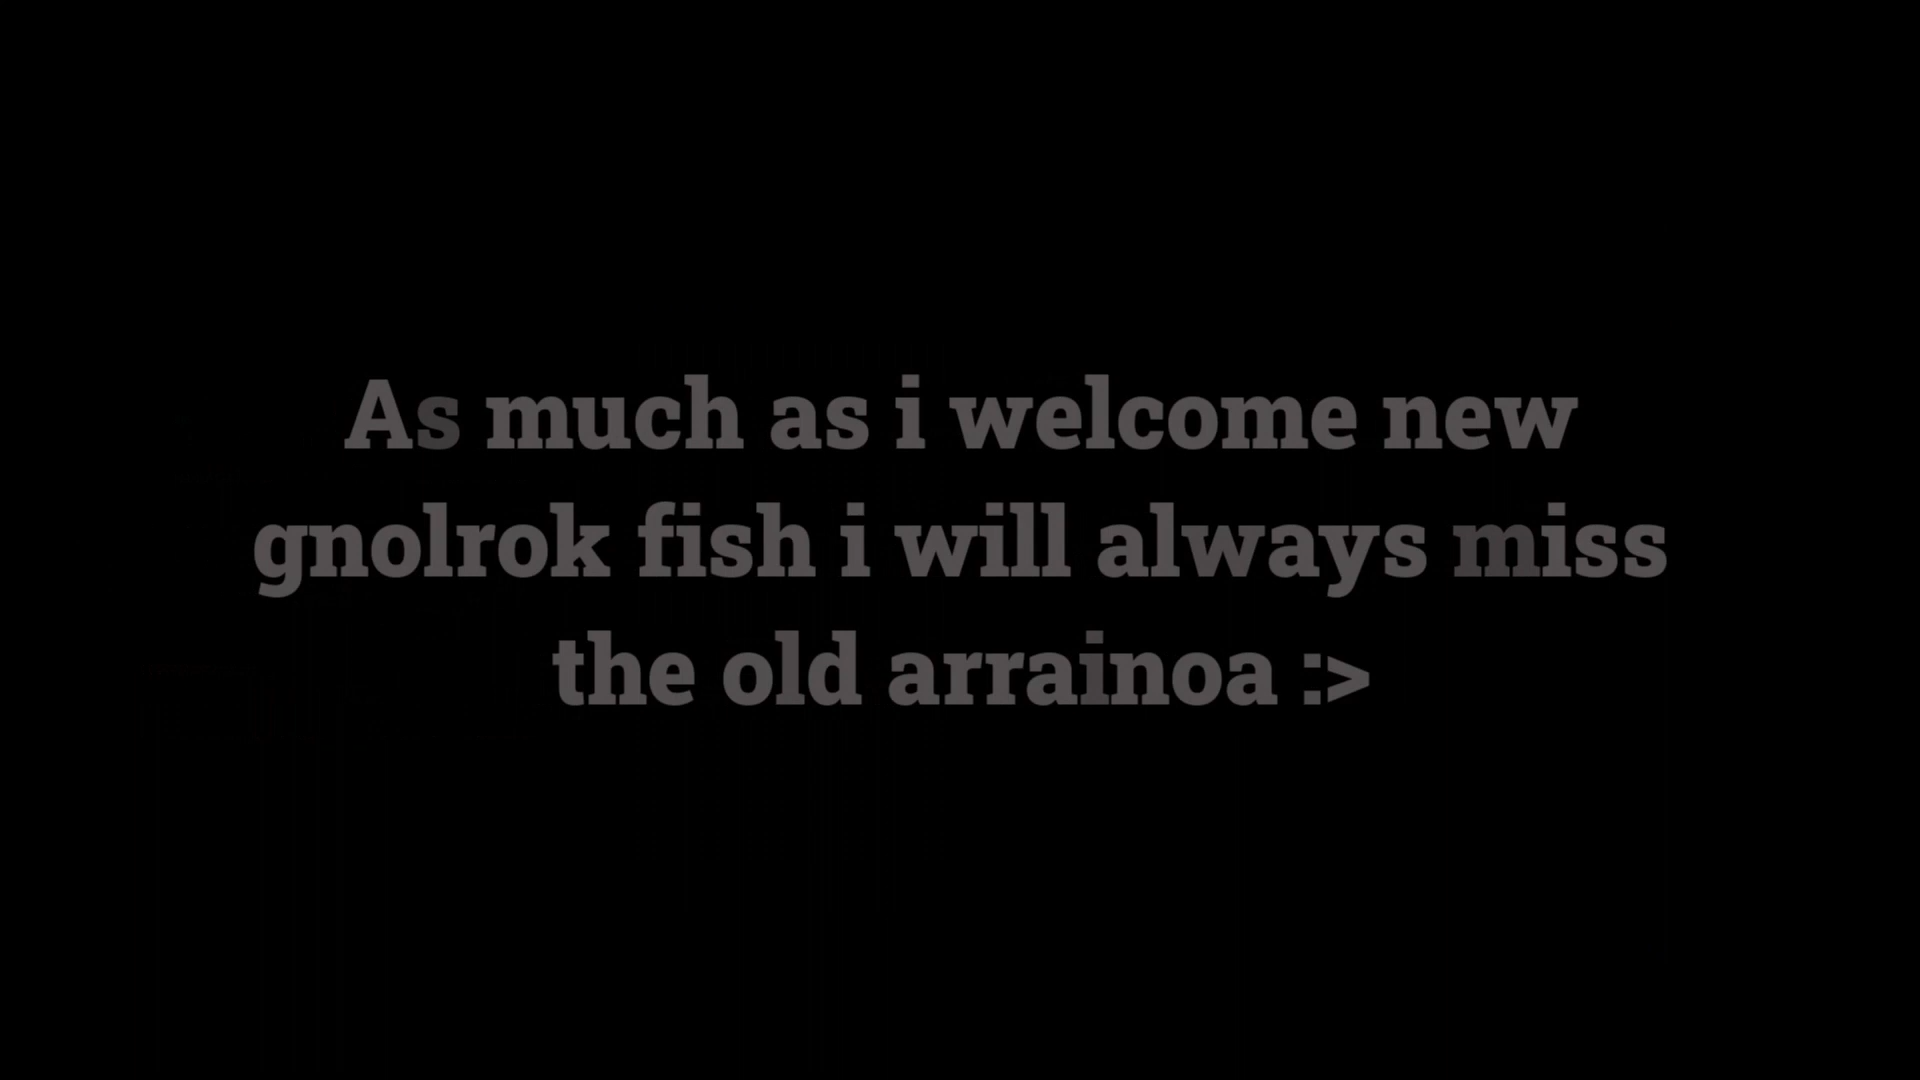 As much as i welcome new
gnolrok fish i will always miss
the old arrainoa :>